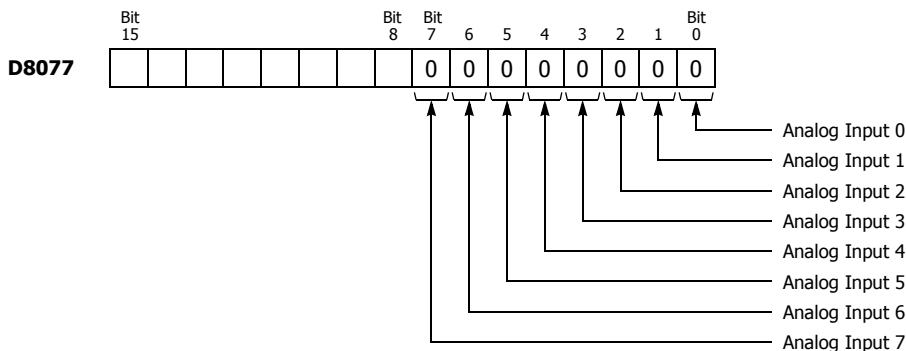 Bit Bit Bit Bit
15 8 7 6 5 4 3 2 1 0
D8077 0 0 0 0 0 0 0 0
Analog Input 0
Analog Input 1
Analog Input 2
Analog Input 3
Analog Input 4
Analog Input 5
Analog Input 6
Analog Input 7